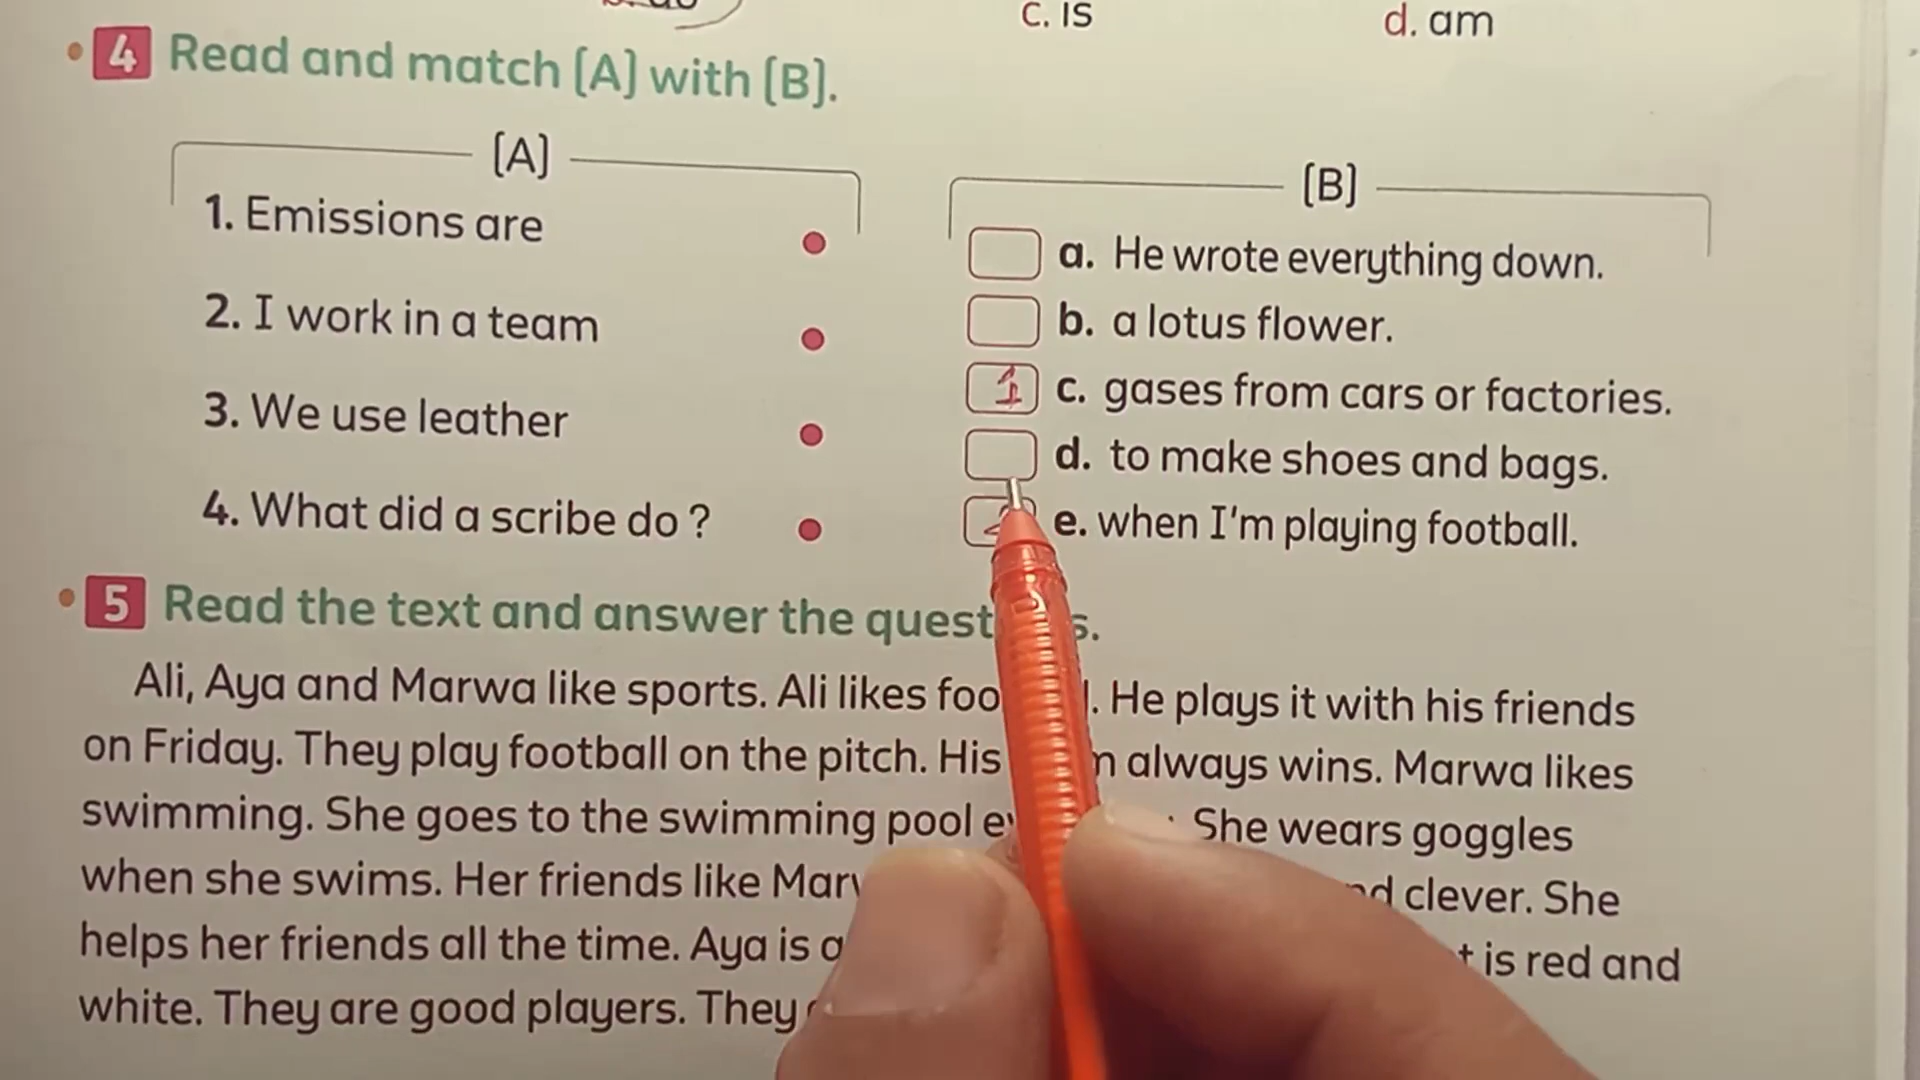 c. is
d. am
4 Read and match [A] with [B].
[A]
1. Emissions are
2. I work in a team
3. We use leather
4. What did a scribe do ?
[B]
a. He wrote everything down.
b. a lotus flower.
1 c. gases from cars or factories.
d. to make shoes and bags.
e. when I'm playing football.
5 Read the text and answer the
Ali, Aya and Marwa like sports. Ali likes He plays it with his friends
on Friday. They play football on the pitch. His always wins. Marwa likes
swimming. She goes to the swimming pool She wears goggles
when she swims. Her friends like clever. She
helps her friends all the time. Aya is is red and
white. They are good players. They